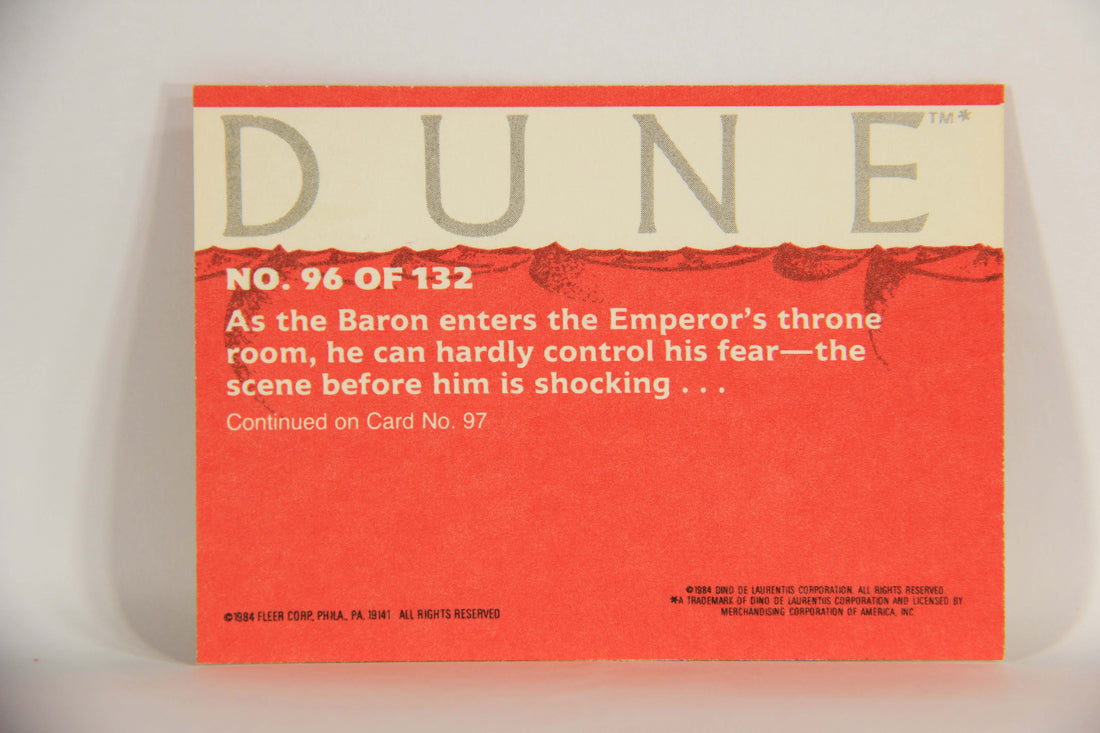 DUNE™*
NO. 96 OF 132
As the Baron enters the Emperor's throne
room, he can hardly control his fear—the
scene before him is shocking . . .
Continued on Card No. 97
©1984 FLEER CORP., PHILA., PA. 19141 ALL RIGHTS RESERVED
©1984 DINO DE LAURENTIIS CORPORATION. ALL RIGHTS RESERVED
*A TRADEMARK OF DINO DE LAURENTIIS CORPORATION AND LICENSED BY
MERCHANDISING CORPORATION OF AMERICA, INC